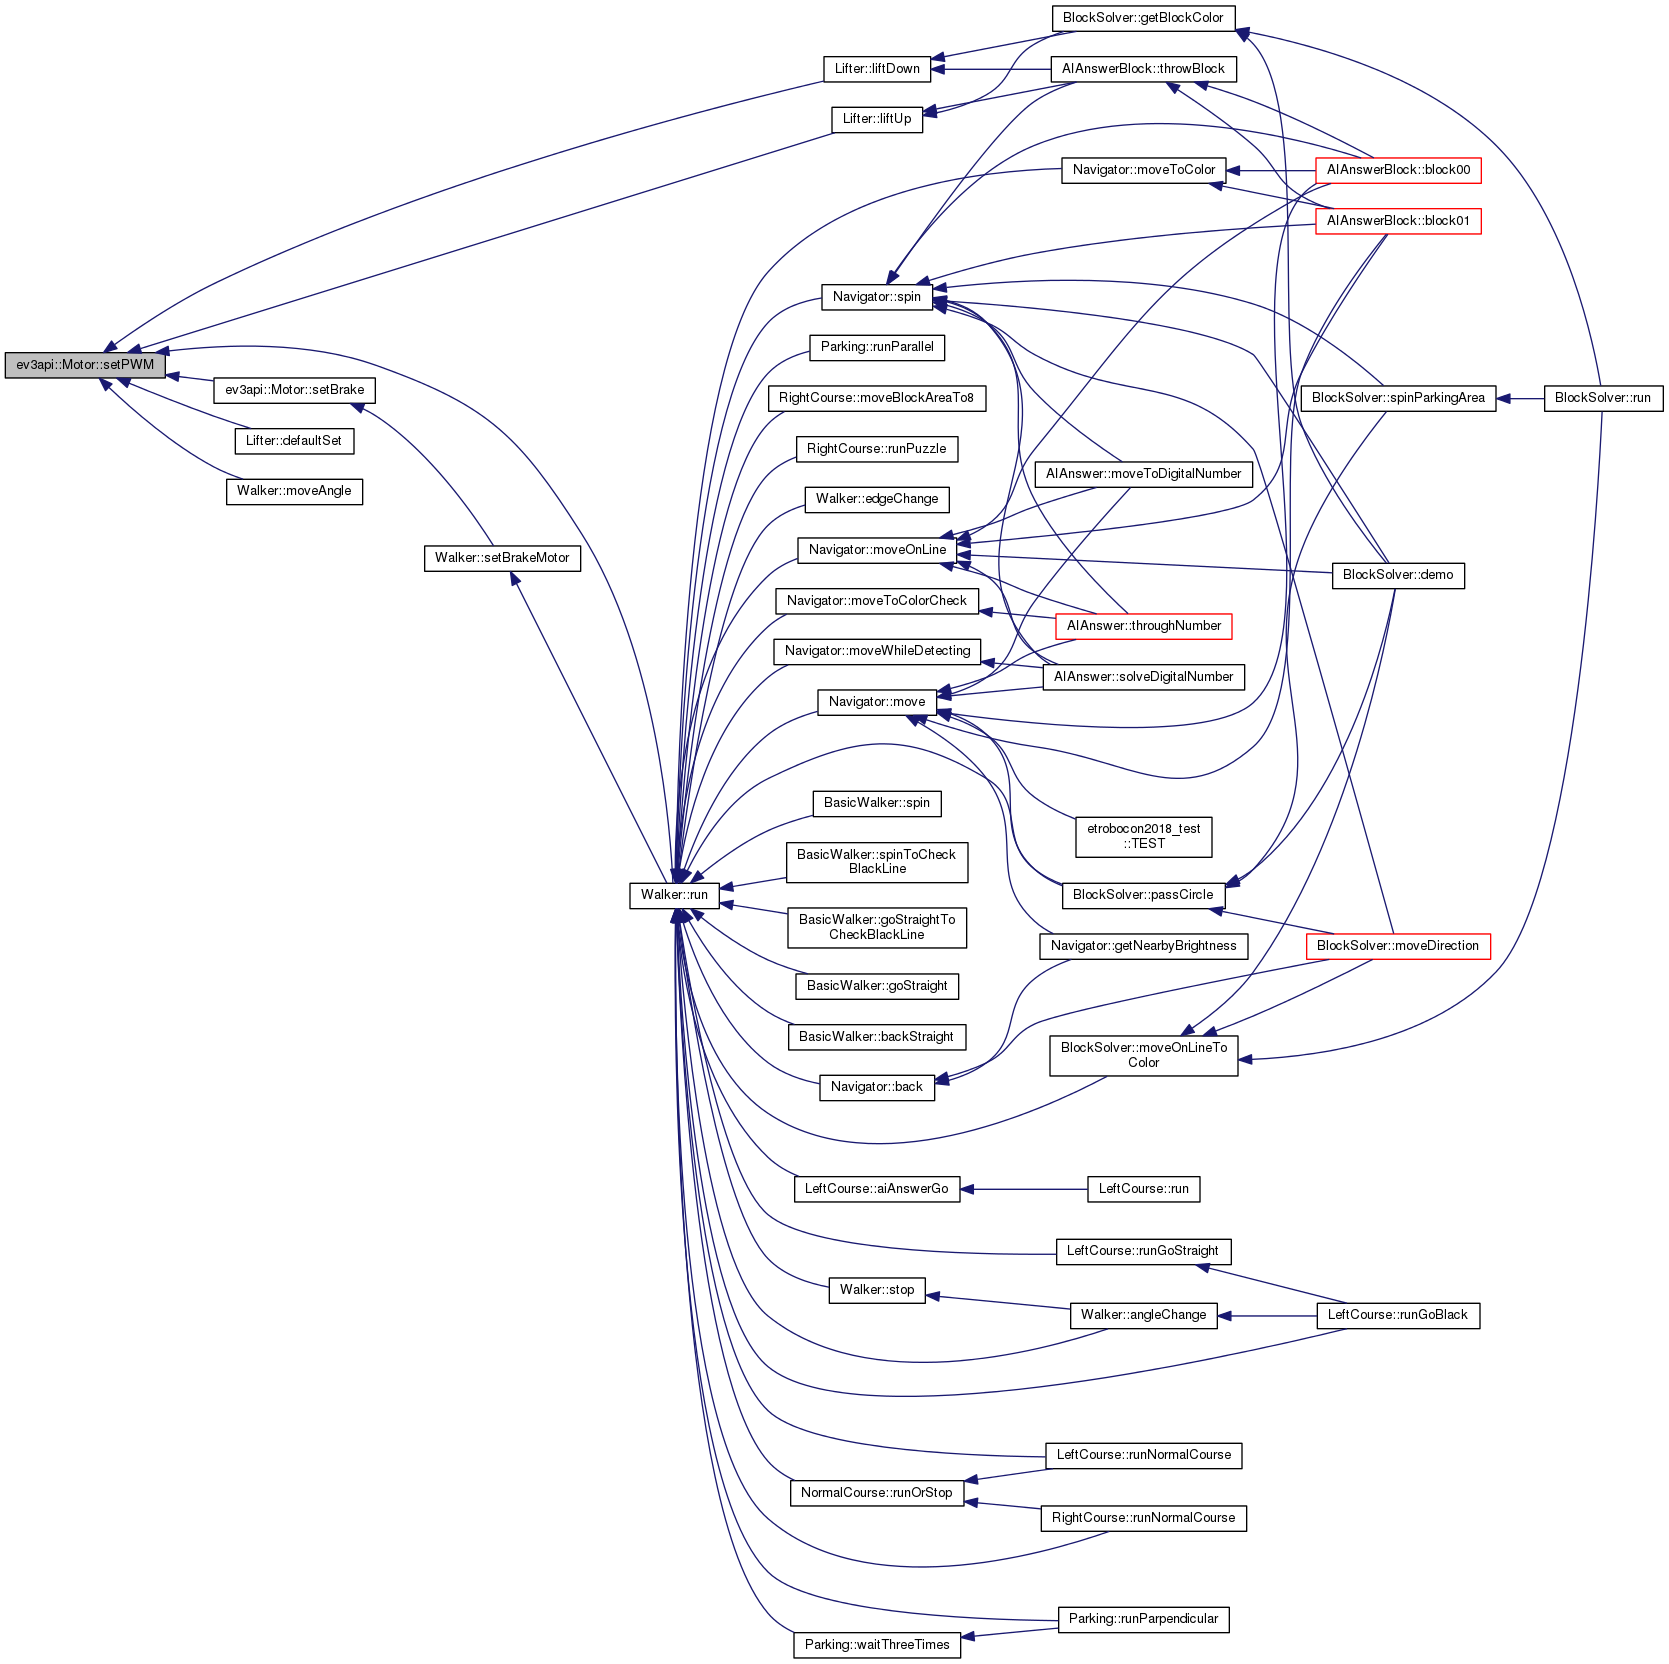 BlockSolver::getBlockColor
Lifter::liftDown
AIAnswerBlock::throwBlock
Lifter::liftUp
Navigator::moveToColor
AIAnswerBlock::block00
AIAnswerBlock::block01
Navigator::spin
Parking::runParallel
ev3api::Motor::setPWM
ev3api::Motor::setBrake
RightCourse::moveBlockAreaTo8
BlockSolver::spinParkingArea
BlockSolver::run
Lifter::defaultSet
RightCourse::runPuzzle
AIAnswer::moveToDigitalNumber
Walker::moveAngle
Walker::edgeChange
Walker::setBrakeMotor
Navigator::moveOnLine
BlockSolver::demo
Navigator::moveToColorCheck
AIAnswer::throughNumber
Navigator::moveWhileDetecting
AIAnswer::solveDigitalNumber
Navigator::move
BasicWalker::spin
etrobocon2018_test
::TEST
BasicWalker::spinToCheck
BlackLine
Walker::run
BlockSolver::passCircle
BasicWalker::goStraightTo
CheckBlackLine
Navigator::getNearbyBrightness
BlockSolver::moveDirection
BasicWalker::goStraight
BasicWalker::backStraight
BlockSolver::moveOnLineTo
Color
Navigator::back
LeftCourse::aiAnswerGo
LeftCourse::run
LeftCourse::runGoStraight
Walker::stop
Walker::angleChange
LeftCourse::runGoBlack
LeftCourse::runNormalCourse
NormalCourse::runOrStop
RightCourse::runNormalCourse
Parking::runParpendicular
Parking::waitThreeTimes